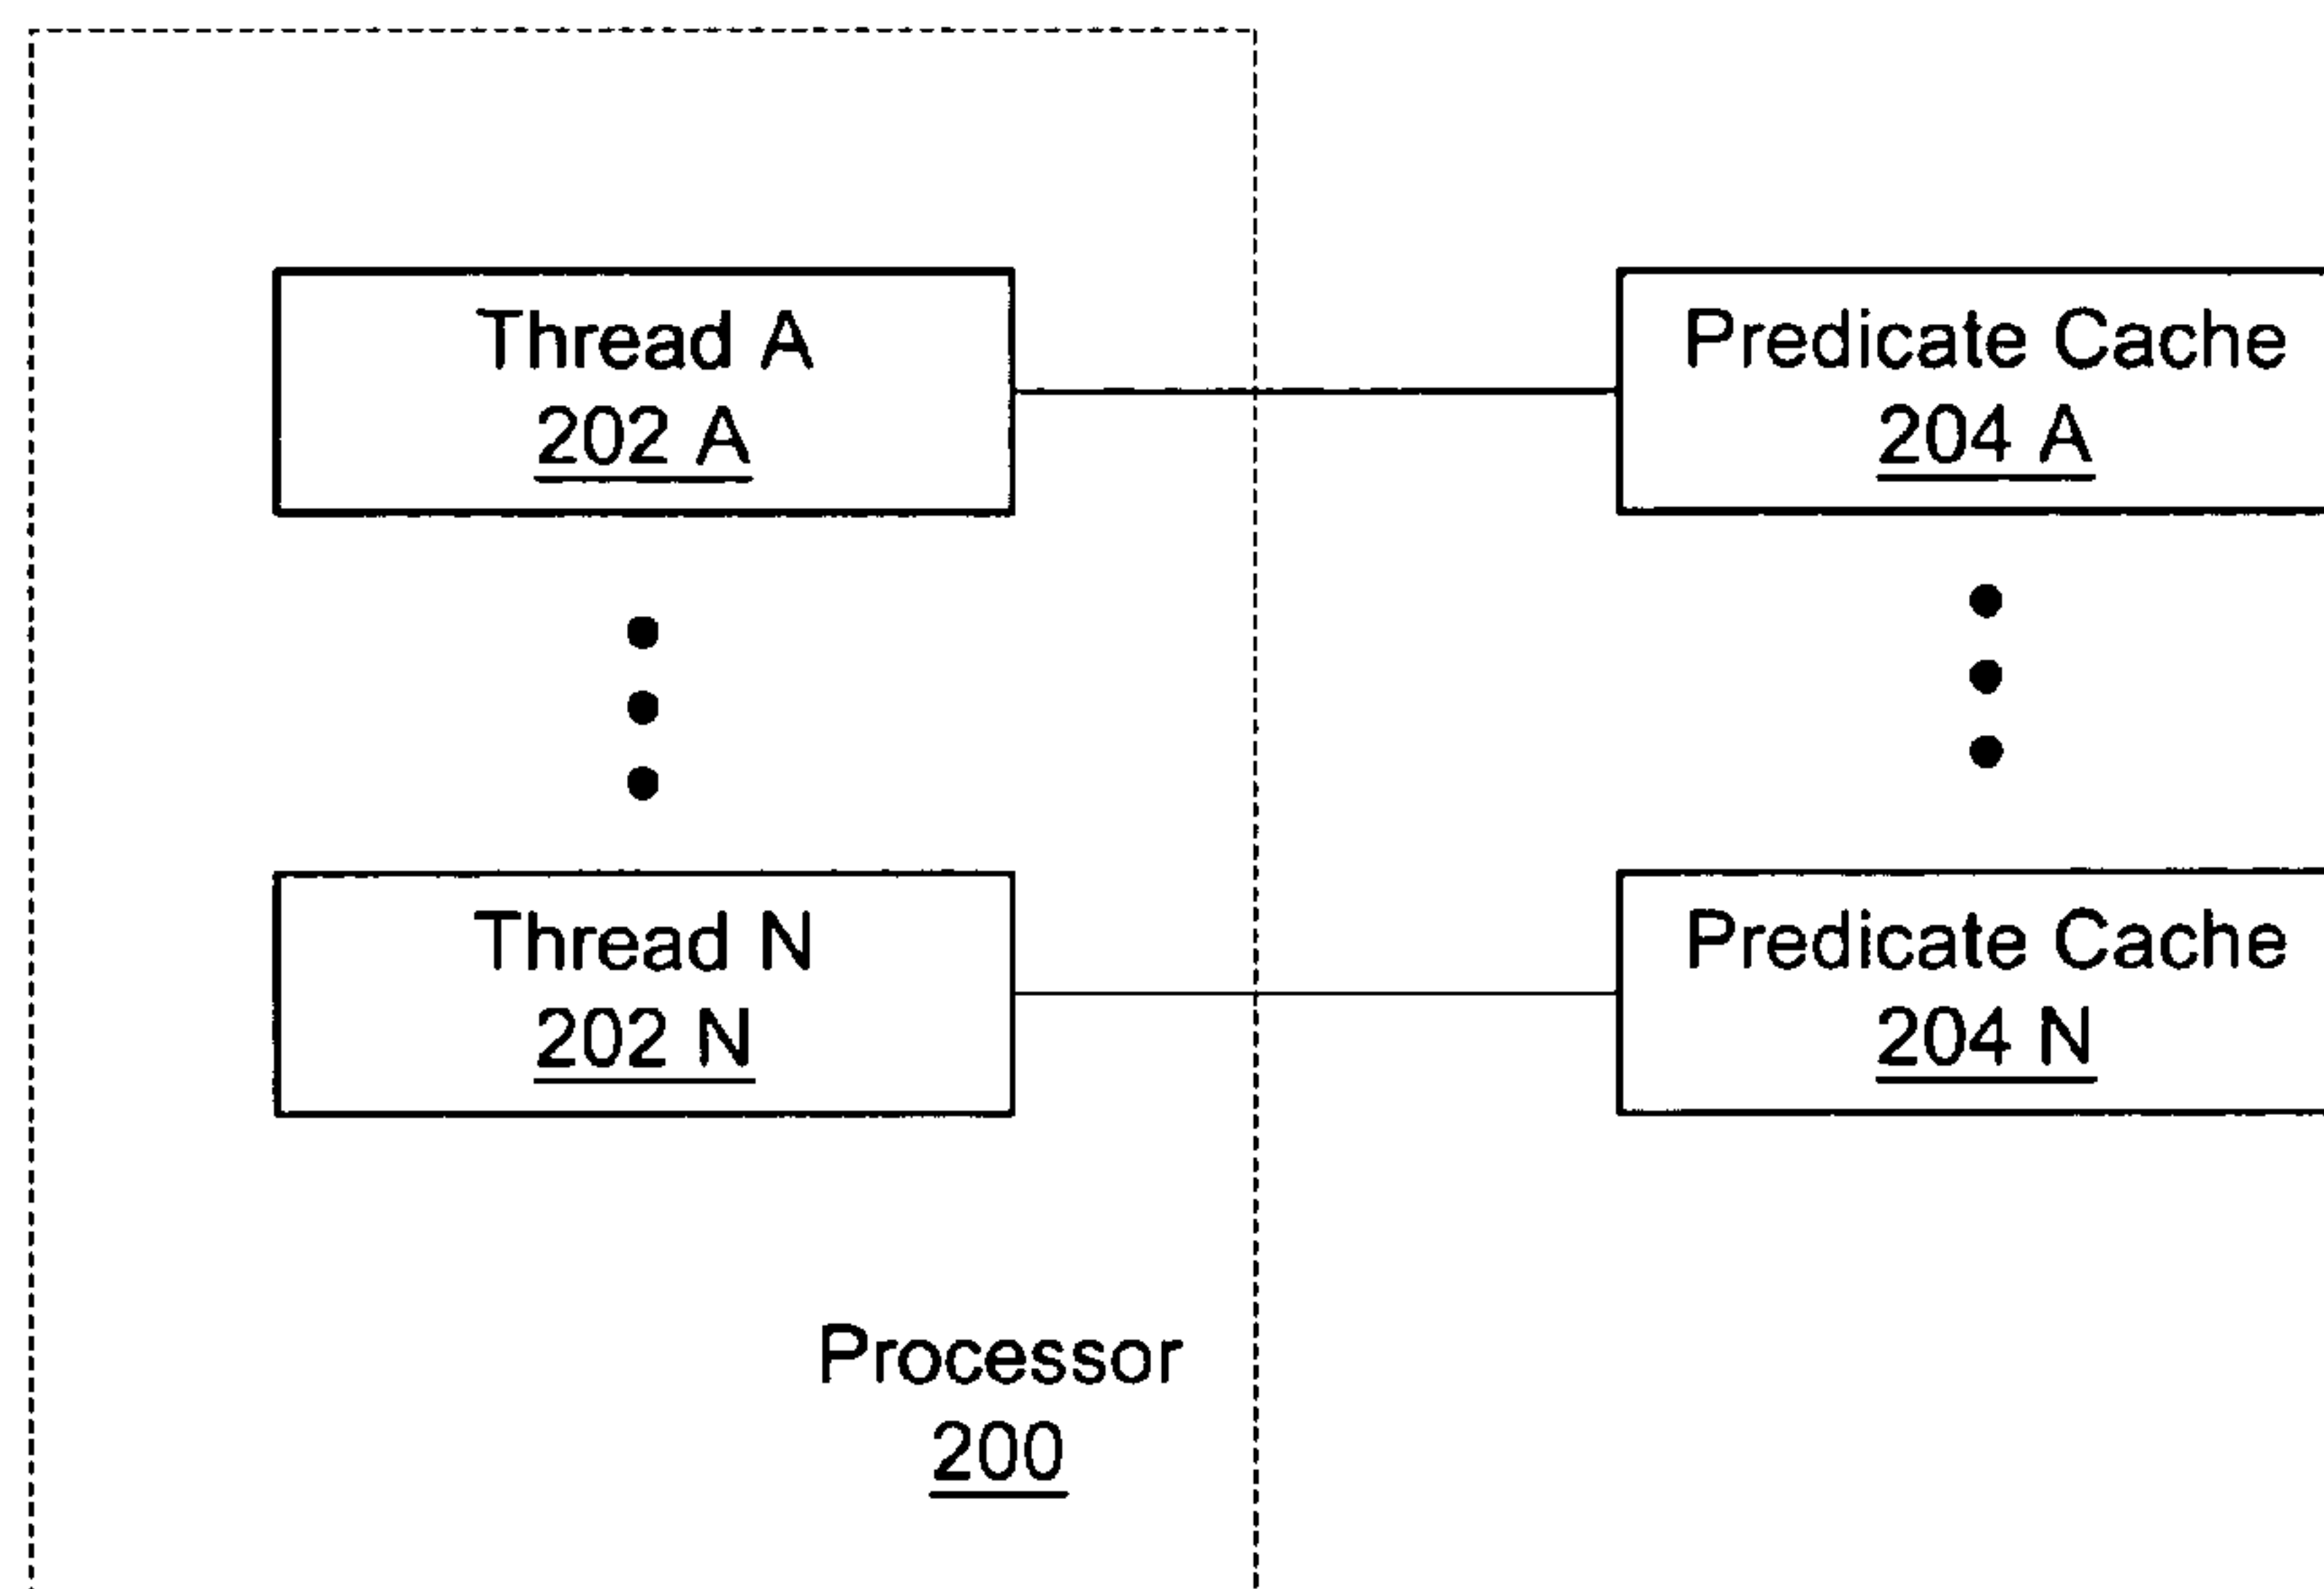 Thread A
202 A
Predicate Cache
204 A
Thread N
202 N
Predicate Cache
204 N
Processor
200